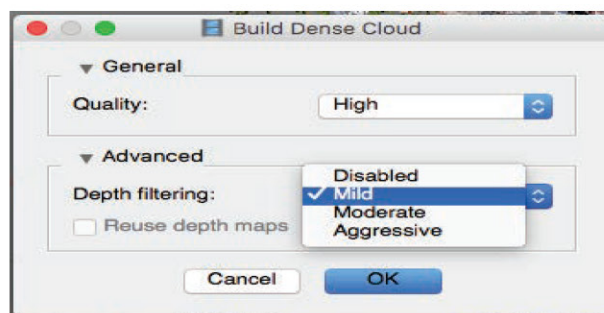 Build Dense Cloud
General
Quality: High
Advanced
Disabled
Depth filtering: Mild
Moderate
Reuse depth maps Aggressive
Cancel OK